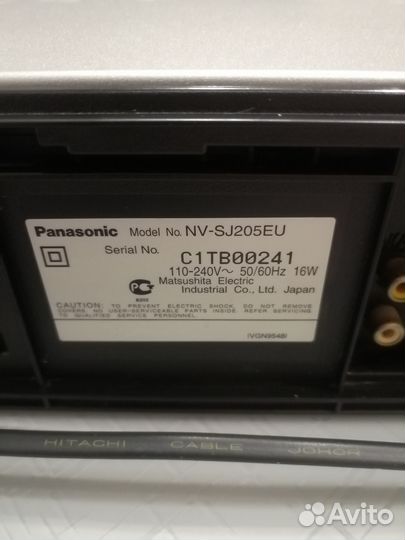 Panasonic Model No. NV-SJ205EU
Serial No. C1TB00241
110-240V~ 50/60Hz 16W
Matsushita Electric
Industrial Co., Ltd. Japan
CAUTION: TO PREVENT ELECTRIC SHOCK, DO NOT REMOVE
COVERS. NO USER-SERVICEABLE PARTS INSIDE. REFER SERVICING
TO QUALIFIED SERVICE PERSONNEL.
HITACHI CABLE JOHOR
Avito